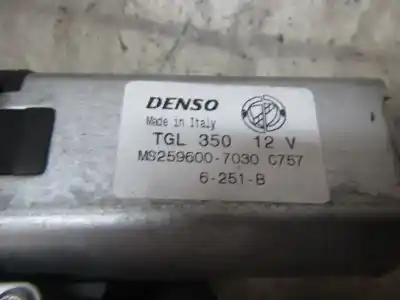 DENSO
Made in Italy
TGL 350 12 V
MS259600-7030 C757
6-251-B